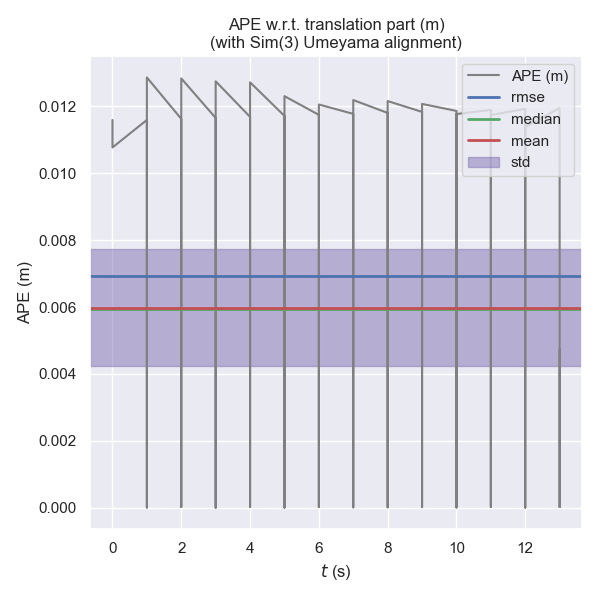 APE w.r.t. translation part (m)
(with Sim(3) Umeyama alignment)
APE (m)
rmse
median
mean
std
APE (m)
0.012
0.010
0.008
0.006
0.004
0.002
0.000
0 2 4 6 8 10 12
t (s)